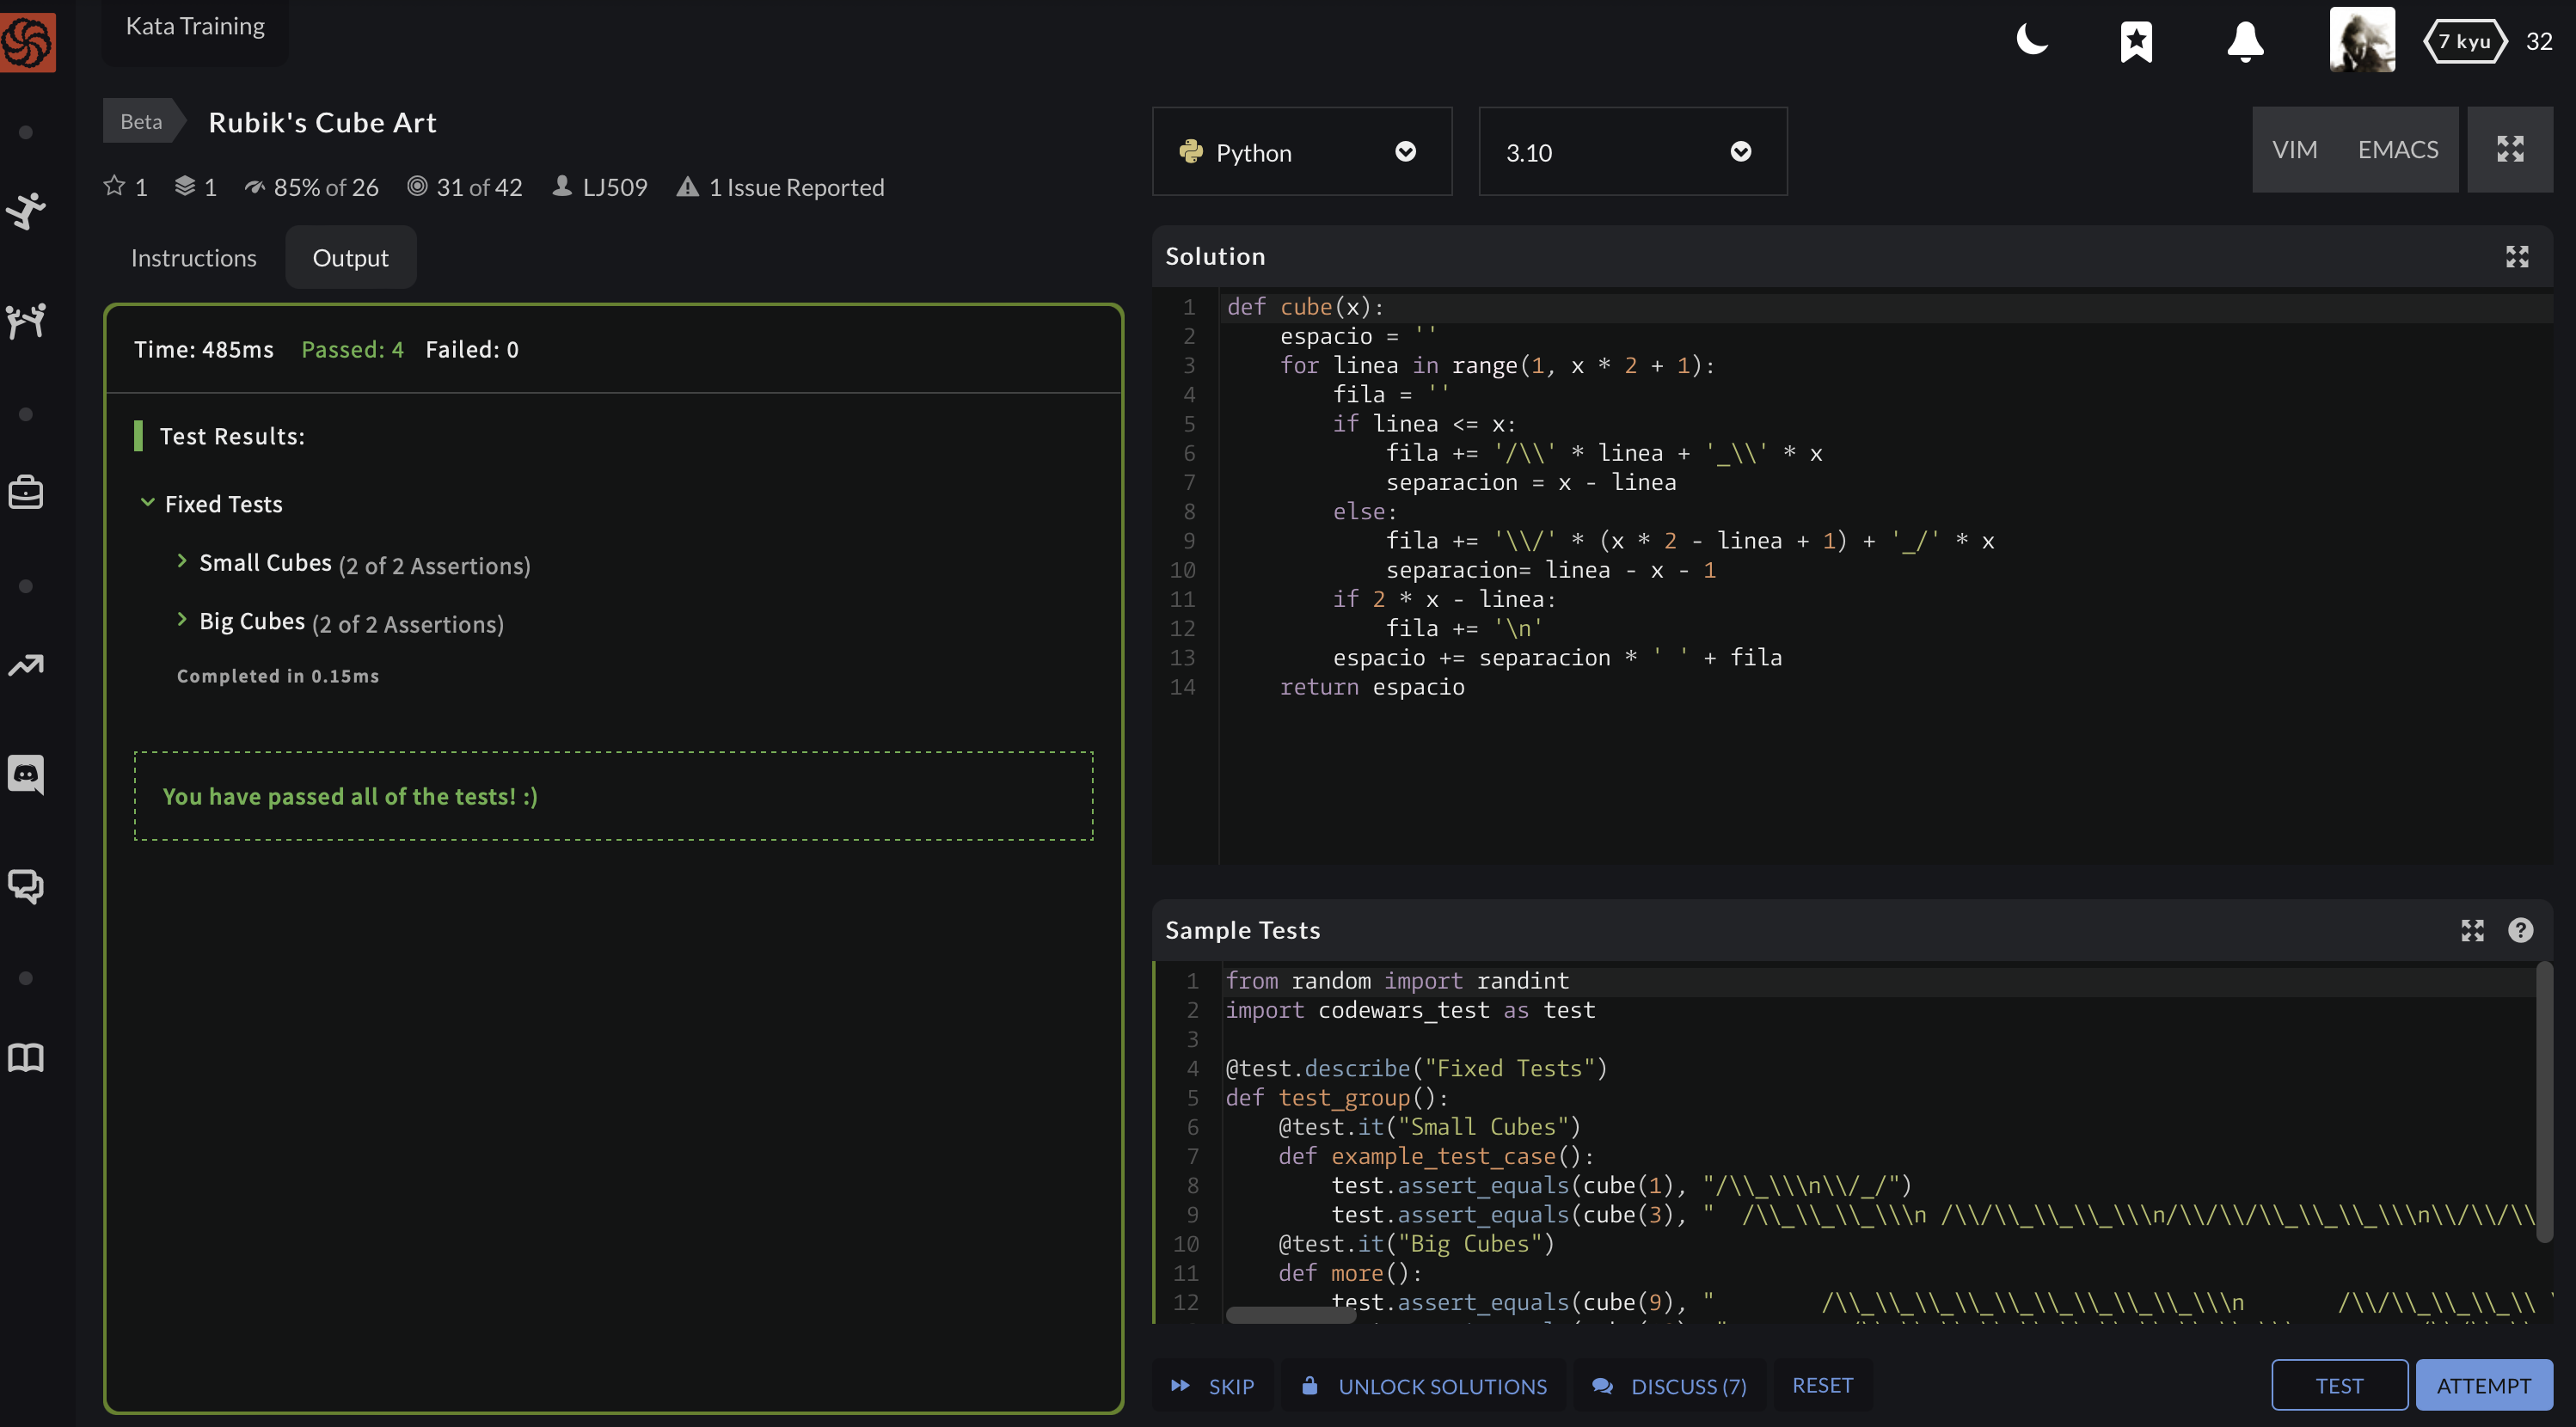 Kata Training
7 kyu 32
Beta Rubik's Cube Art
1 1 85% of 26 31 of 42 LJ509 1 Issue Reported
Instructions Output
Time: 485ms Passed: 4 Failed: 0
Test Results:
Fixed Tests
Small Cubes (2 of 2 Assertions)
Big Cubes (2 of 2 Assertions)
Completed in 0.15ms
You have passed all of the tests! :)
Python 3.10 VIM EMACS
Solution
1 def cube(x):
2     espacio = ''
3     for linea in range(1, x * 2 + 1):
4         fila = ''
5         if linea <= x:
6             fila += '/\\' * linea + '_\\' * x
7             separacion = x - linea
8         else:
9             fila += '\\/' * (x * 2 - linea + 1) + '_/' * x
10             separacion= linea - x - 1
11         if 2 * x - linea:
12             fila += '\n'
13         espacio += separacion * ' ' + fila
14     return espacio
Sample Tests
1 from random import randint
2 import codewars_test as test
3
4 @test.describe("Fixed Tests")
5 def test_group():
6     @test.it("Small Cubes")
7     def example_test_case():
8         test.assert_equals(cube(1), "/\\_\\\n\\/_/")
9         test.assert_equals(cube(3), "  /\\_\\_\\_\\\n /\\/\\_\\_\\_\\\n/\\/\\/\\_\\_\\_\\\n\\/\\/\\
10     @test.it("Big Cubes")
11     def more():
12         test.assert_equals(cube(9), "        /\\_\\_\\_\\_\\_\\_\\_\\_\\_\\\n       /\\/\\_\\_\\_\\
SKIP UNLOCK SOLUTIONS DISCUSS (7) RESET TEST ATTEMPT